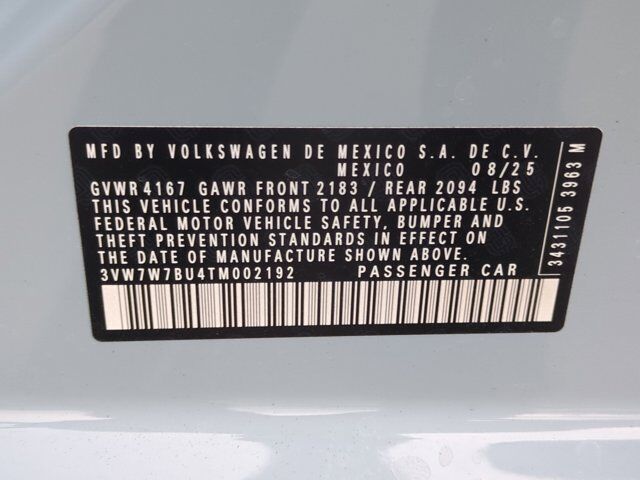 MFD BY VOLKSWAGEN DE MEXICO S.A. DE C.V.
MEXICO 08/25
GVWR 4167 GAWR FRONT 2183 / REAR 2094 LBS
THIS VEHICLE CONFORMS TO ALL APPLICABLE U.S.
FEDERAL MOTOR VEHICLE SAFETY, BUMPER AND
THEFT PREVENTION STANDARDS IN EFFECT ON
THE DATE OF MANUFACTURE SHOWN ABOVE.
3VW7W7BU4TM002192 PASSENGER CAR
3431105 3963 M